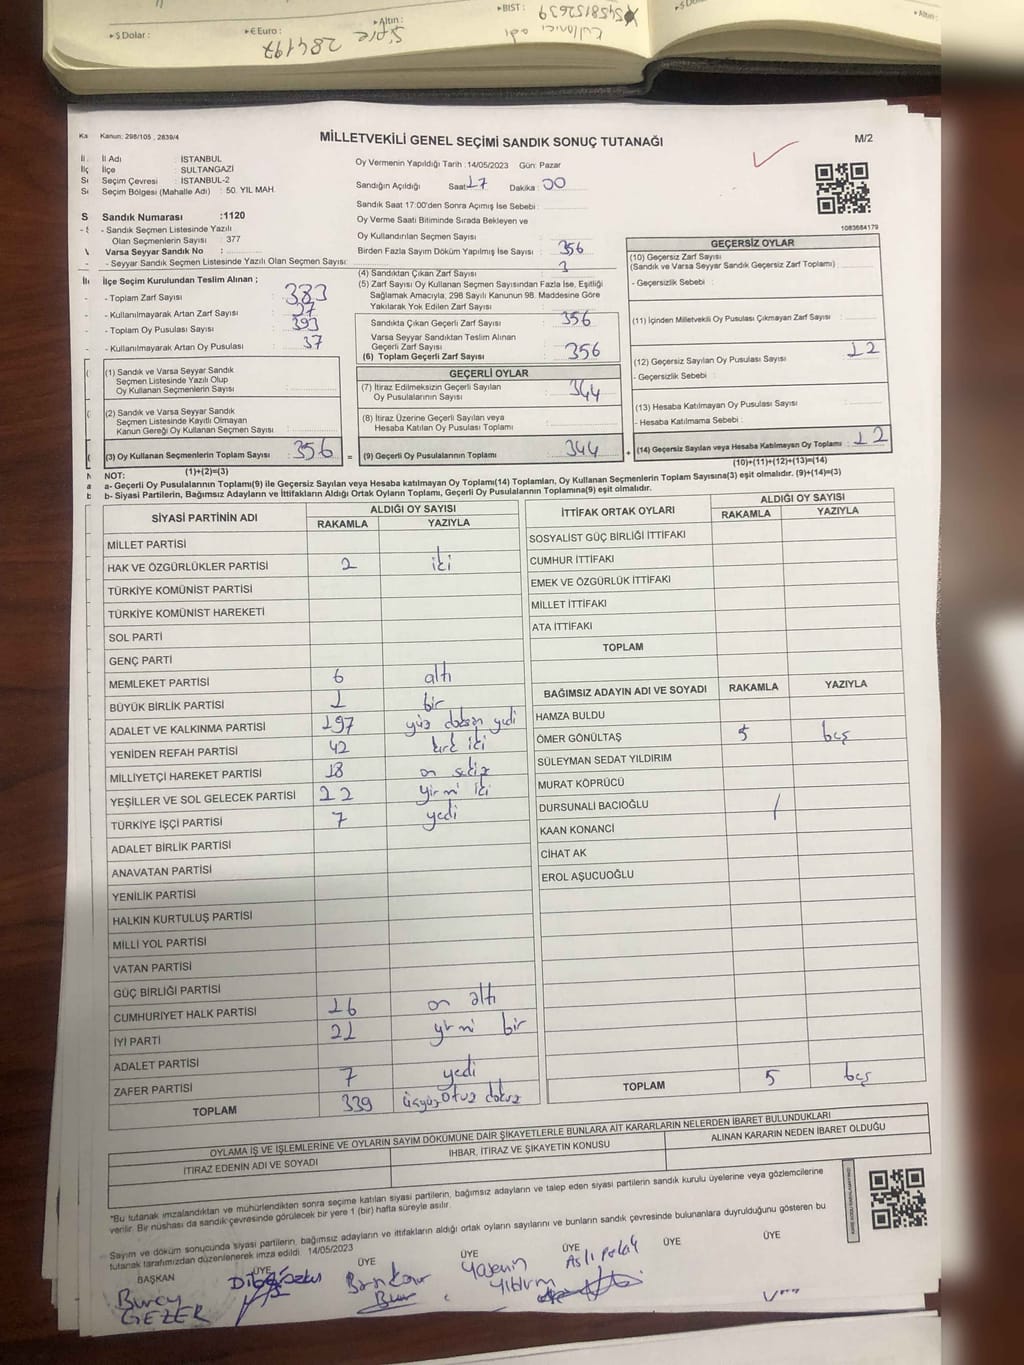 ▸$ Dolar :
▸€ Euro :
▸Altın :
▸BIST :
▸Altın :
kullanıcı adı
5458152639
Şifre 284197
Kanun: 298/105 , 2839/4
MİLLETVEKİLİ GENEL SEÇİMİ SANDIK SONUÇ TUTANAĞI
M/2
İl Adı : İSTANBUL
İlçe : SULTANGAZİ
Seçim Çevresi : İSTANBUL-2
Seçim Bölgesi (Mahalle Adı) : 50. YIL MAH.
Oy Vermenin Yapıldığı Tarih : 14/05/2023 Gün: Pazar
Sandığın Açıldığı Saat: 17 Dakika: 00
Sandık Saat 17:00'den Sonra Açımış İse Sebebi :
Oy Verme Saati Bitiminde Sırada Bekleyen ve
Oy Kullandırılan Seçmen Sayısı :
Birden Fazla Sayım Döküm Yapılmış İse Sayısı : 356
1083684179
Sandık Numarası :1120
- Sandık Seçmen Listesinde Yazılı
Olan Seçmenlerin Sayısı : 377
Varsa Seyyar Sandık No :
- Seyyar Sandık Seçmen Listesinde Yazılı Olan Seçmen Sayısı:
İlçe Seçim Kurulundan Teslim Alınan ;
- Toplam Zarf Sayısı : 383
- Kullanılmayarak Artan Zarf Sayısı : 27
- Toplam Oy Pusulası Sayısı : 393
- Kullanılmayarak Artan Oy Pusulası : 37
(1) Sandık ve Varsa Seyyar Sandık
Seçmen Listesinde Yazılı Olup
Oy Kullanan Seçmenlerin Sayısı :
(2) Sandık ve Varsa Seyyar Sandık
Seçmen Listesinde Kayıtlı Olmayan
Kanun Gereği Oy Kullanan Seçmen Sayısı :
(3) Oy Kullanan Seçmenlerin Toplam Sayısı : 356 =
(4) Sandıktan Çıkan Zarf Sayısı : 3
(5) Zarf Sayısı Oy Kullanan Seçmen Sayısından Fazla İse, Eşitliği
Sağlamak Amacıyla, 298 Sayılı Kanunun 98. Maddesine Göre
Yakılarak Yok Edilen Zarf Sayısı :
Sandıkta Çıkan Geçerli Zarf Sayısı : 356
Varsa Seyyar Sandıktan Teslim Alınan
Geçerli Zarf Sayısı :
(6) Toplam Geçerli Zarf Sayısı : 356
GEÇERLİ OYLAR
(7) İtiraz Edilmeksizin Geçerli Sayılan
Oy Pusulalarının Sayısı : 344
(8) İtiraz Üzerine Geçerli Sayılan veya
Hesaba Katılan Oy Pusulası Toplamı :
(9) Geçerli Oy Pusulalarının Toplamı : 344 +
GEÇERSİZ OYLAR
(10) Geçersiz Zarf Sayısı
(Sandık ve Varsa Seyyar Sandık Geçersiz Zarf Toplamı) :
- Geçersizlik Sebebi :
(11) İçinden Milletvekili Oy Pusulası Çıkmayan Zarf Sayısı :
(12) Geçersiz Sayılan Oy Pusulası Sayısı : 12
- Geçersizlik Sebebi :
(13) Hesaba Katılmayan Oy Pusulası Sayısı :
- Hesaba Katılmama Sebebi :
(14) Geçersiz Sayılan veya Hesaba Katılmayan Oy Toplamı : 12
NOT: (1)+(2)=(3)
(10)+(11)+(12)+(13)=(14)
a- Geçerli Oy Pusulalarının Toplamı(9) ile Geçersiz Sayılan veya Hesaba Katılmayan Oy Toplamı(14) Toplamları, Oy Kullanan Seçmenlerin Toplam Sayısına(3) eşit olmalıdır. (9)+(14)=(3)
b- Siyasi Partilerin, Bağımsız Adayların ve İttifakların Aldığı Ortak Oyların Toplamı, Geçerli Oy Pusulalarının Toplamına(9) eşit olmalıdır.
SİYASİ PARTİNİN ADI ALDIĞI OY SAYISI
RAKAMLA YAZIYLA
MİLLET PARTİSİ
HAK VE ÖZGÜRLÜKLER PARTİSİ 2 iki
TÜRKİYE KOMÜNİST PARTİSİ
TÜRKİYE KOMÜNİST HAREKETİ
SOL PARTİ
GENÇ PARTİ
MEMLEKET PARTİSİ 6 altı
BÜYÜK BİRLİK PARTİSİ 1 bir
ADALET VE KALKINMA PARTİSİ 197 yüz doksan yedi
YENİDEN REFAH PARTİSİ 42 kırk iki
MİLLİYETÇİ HAREKET PARTİSİ 18 on sekiz
YEŞİLLER VE SOL GELECEK PARTİSİ 22 yirmi iki
TÜRKİYE İŞÇİ PARTİSİ 7 yedi
ADALET BİRLİK PARTİSİ
ANAVATAN PARTİSİ
YENİLİK PARTİSİ
HALKIN KURTULUŞ PARTİSİ
MİLLİ YOL PARTİSİ
VATAN PARTİSİ
GÜÇ BİRLİĞİ PARTİSİ
CUMHURİYET HALK PARTİSİ 16 on altı
İYİ PARTİ 21 yirmi bir
ADALET PARTİSİ
ZAFER PARTİSİ 7 yedi
TOPLAM 339 üçyüz otuz dokuz
İTTİFAK ORTAK OYLARI ALDIĞI OY SAYISI
RAKAMLA YAZIYLA
SOSYALİST GÜÇ BİRLİĞİ İTTİFAKI
CUMHUR İTTİFAKI
EMEK VE ÖZGÜRLÜK İTTİFAKI
MİLLET İTTİFAKI
ATA İTTİFAKI
TOPLAM
BAĞIMSIZ ADAYIN ADI VE SOYADI RAKAMLA YAZIYLA
HAMZA BULDU
ÖMER GÖNÜLTAŞ 5 beş
SÜLEYMAN SEDAT YILDIRIM
MURAT KÖPRÜCÜ
DURSUNALİ BACIOĞLU
KAAN KONANCİ
CİHAT AK
EROL AŞUCUOĞLU
TOPLAM 5 beş
OYLAMA İŞ VE İŞLEMLERİNE VE OYLARIN SAYIM DÖKÜMÜNE DAİR ŞİKAYETLERLE BUNLARA AİT KARARLARIN NELERDEN İBARET BULUNDUKLARI
İTİRAZ EDENİN ADI VE SOYADI
İHBAR, İTİRAZ VE ŞİKAYETİN KONUSU
ALINAN KARARIN NEDEN İBARET OLDUĞU
"Bu tutanak imzalandıktan ve mühürlendikten sonra seçime katılan siyasi partilerin, bağımsız adayların ve talep eden siyasi partilerin sandık kurulu üyelerine veya gözlemcilerine
verilir. Bir nüshası da sandık çevresinde görülecek bir yere 1 (bir) hafta süreyle asılır.
Sayım ve döküm sonucunda siyasi partilerin, bağımsız adayların ve ittifakların aldığı ortak oyların sayılarını ve bunların sandık çevresinde bulunanlara duyrulduğunu gösteren bu
tutanak tarafımızdan düzenlenerek imza edildi. 14/05/2023
BAŞKAN ÜYE ÜYE ÜYE ÜYE ÜYE ÜYE
Burcu
GEZER
Yasemin
Yıldırım
Aslı Polat